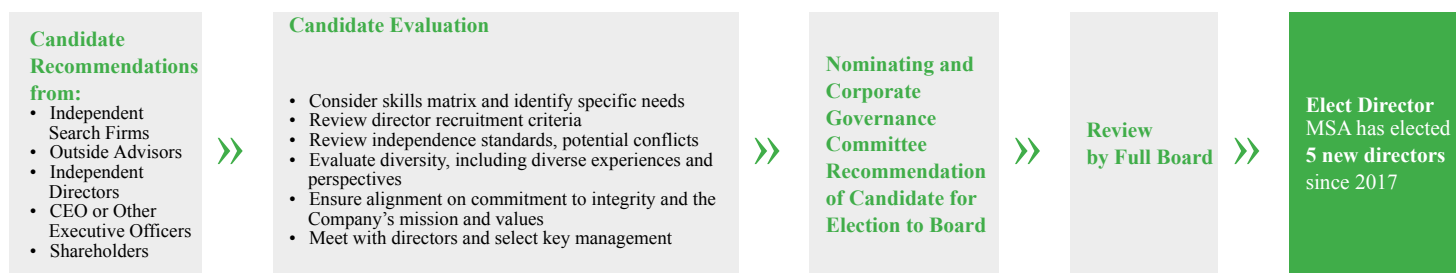 Candidate
Recommendations
from:
• Independent
Search Firms
• Outside Advisors
• Independent
Directors
• CEO or Other
Executive Officers
• Shareholders
»
Candidate Evaluation
• Consider skills matrix and identify specific needs
• Review director recruitment criteria
• Review independence standards, potential conflicts
• Evaluate diversity, including diverse experiences and
perspectives
• Ensure alignment on commitment to integrity and the
Company’s mission and values
• Meet with directors and select key management
»
Nominating and
Corporate
Governance
Committee
Recommendation
of Candidate for
Election to Board
»
Review
by Full Board
»
Elect Director
MSA has elected
5 new directors
since 2017